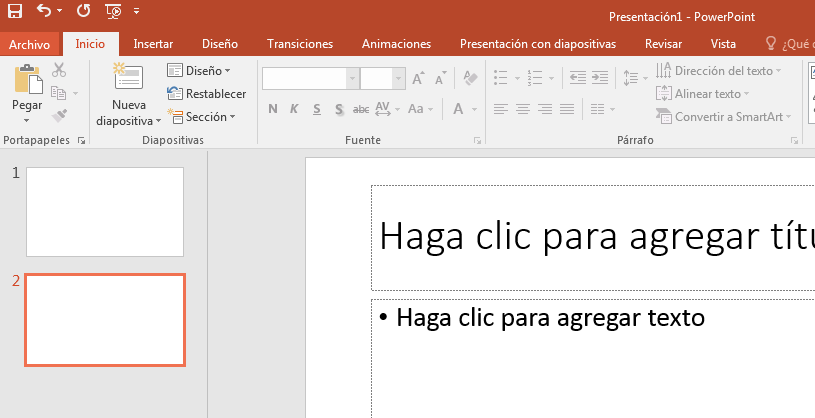 Presentación1 - PowerPoint
Archivo Inicio Insertar Diseño Transiciones Animaciones Presentación con diapositivas Revisar Vista ¿Qué
Pegar
Nueva diapositiva
Diseño
Restablecer
Sección
N K S S abc AV Aa A
A A
Dirección del texto
Alinear texto
Convertir a SmartArt
Portapapeles Diapositivas Fuente Párrafo
1
2
Haga clic para agregar títu
• Haga clic para agregar texto